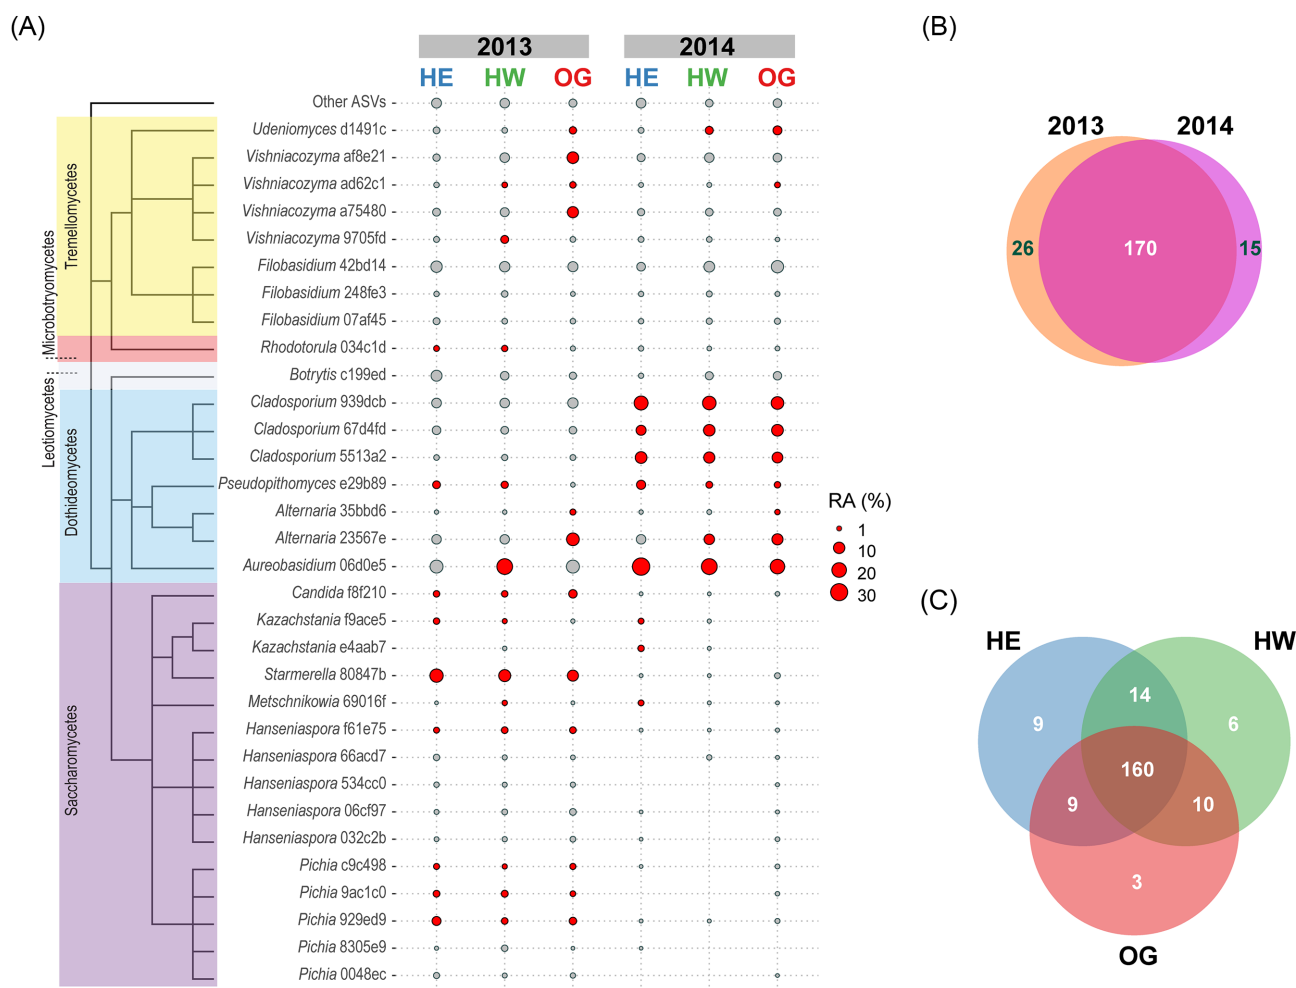 (A)
2013 2014
HE HW OG HE HW OG
Other ASVs
Udeniomyces d1491c
Vishniacozyma af8e21
Vishniacozyma ad62c1
Vishniacozyma a75480
Vishniacozyma 9705fd
Filobasidium 42bd14
Filobasidium 248fe3
Filobasidium 07af45
Rhodotorula 034c1d
Botrytis c199ed
Cladosporium 939dcb
Cladosporium 67d4fd
Cladosporium 5513a2
Pseudopithomyces e29b89
Alternaria 35bbd6
Alternaria 23567e
Aureobasidium 06d0e5
Candida f8f210
Kazachstania f9ace5
Kazachstania e4aab7
Starmerella 80847b
Metschnikowia 69016f
Hanseniaspora f61e75
Hanseniaspora 66acd7
Hanseniaspora 534cc0
Hanseniaspora 06cf97
Hanseniaspora 032c2b
Pichia c9c498
Pichia 9ac1c0
Pichia 929ed9
Pichia 8305e9
Pichia 0048ec
Tremellomycetes
Microbotryomycetes
Leotiomycetes
Dothideomycetes
Saccharomycetes
RA (%)
1
10
20
30
(B)
2013 2014
26 170 15
(C)
HE HW
14
9 6
160
9 10
3
OG